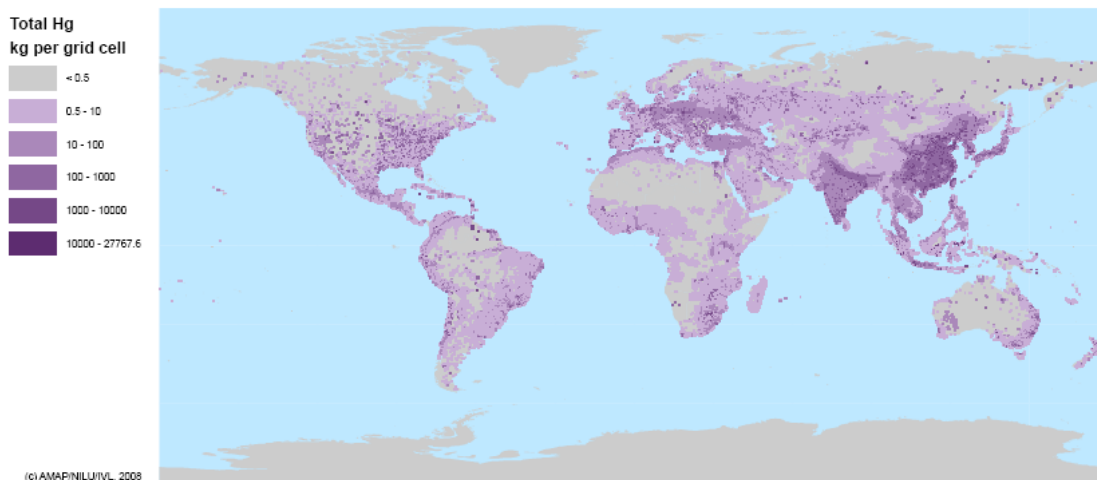 Total Hg
kg per grid cell
< 0.5
0.5 - 10
10 - 100
100 - 1000
1000 - 10000
10000 - 27767.6
(c) AMAP/NILU/IVL, 2008